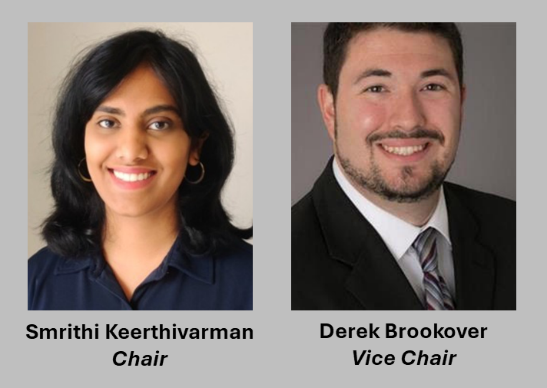 Smrithi Keerthivarman
Chair
Derek Brookover
Vice Chair